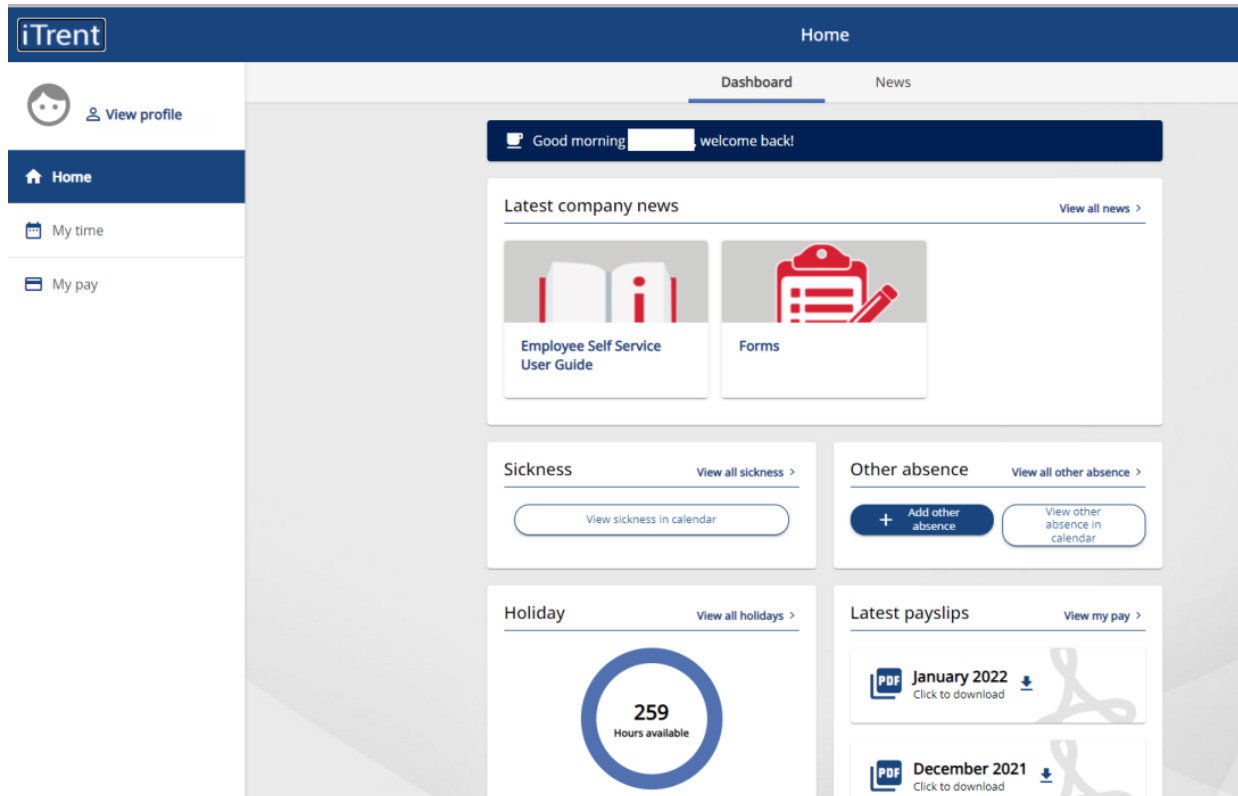 iTrent
Home
View profile
Home
My time
My pay
Dashboard
News
Good morning , welcome back!
Latest company news
View all news >
i
Employee Self Service
User Guide
Forms
Sickness
View all sickness >
View sickness in calendar
Other absence
View all other absence >
+ Add other
absence
View other
absence in
calendar
Holiday
View all holidays >
259
Hours available
Latest payslips
View my pay >
PDF
January 2022
Click to download
PDF
December 2021
Click to download